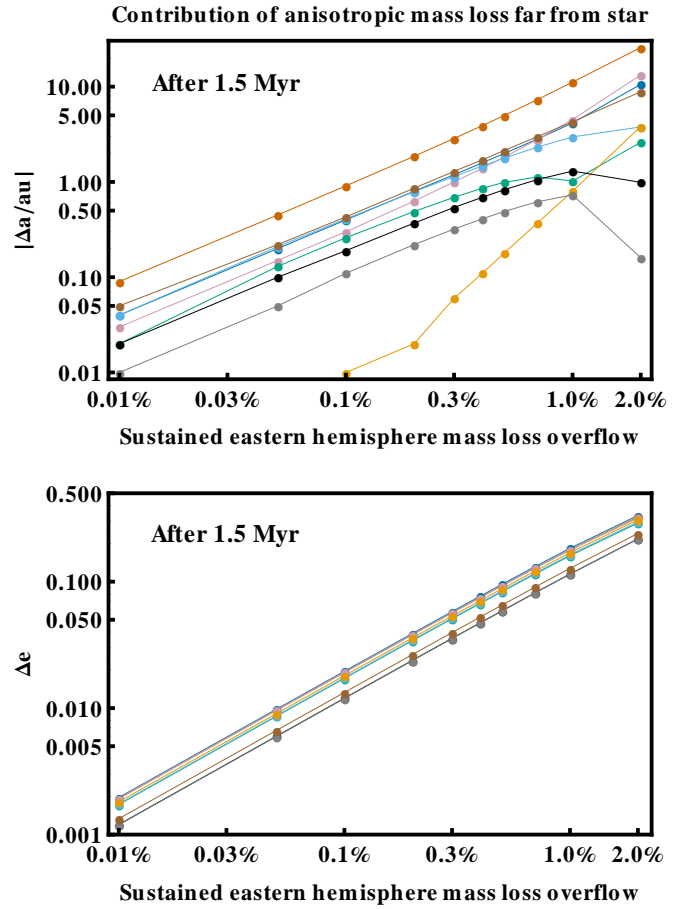 Contribution of anisotropic mass loss far from star
After 1.5 Myr
10.00
5.00
1.00
0.50
0.10
0.05
0.01
|Δa/au|
0.01% 0.03% 0.1% 0.3% 1.0% 2.0%
Sustained eastern hemisphere mass loss overflow
After 1.5 Myr
0.500
0.100
0.050
0.010
0.005
0.001
Δe
0.01% 0.03% 0.1% 0.3% 1.0% 2.0%
Sustained eastern hemisphere mass loss overflow